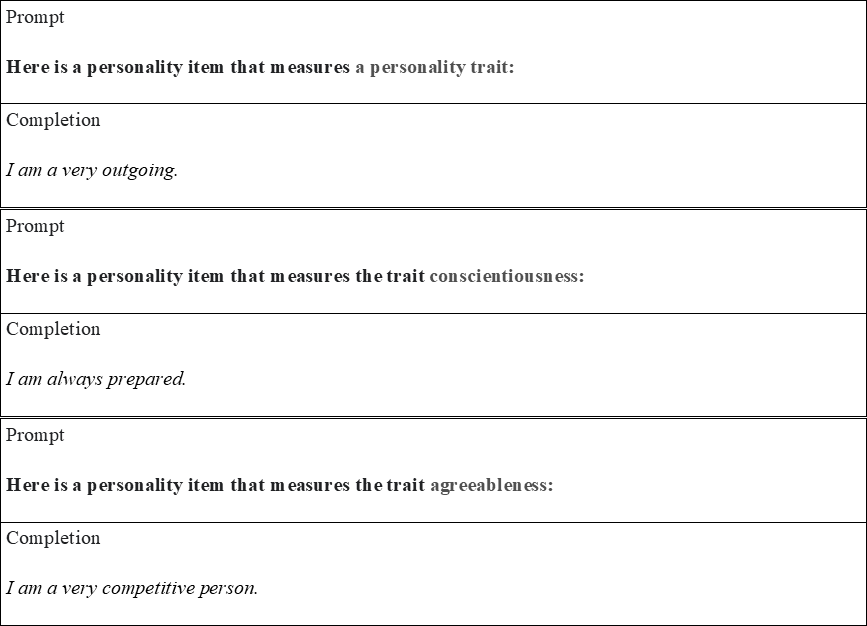 Prompt
Here is a personality item that measures a personality trait:
Completion
I am a very outgoing.
Prompt
Here is a personality item that measures the trait conscientiousness:
Completion
I am always prepared.
Prompt
Here is a personality item that measures the trait agreeableness:
Completion
I am a very competitive person.